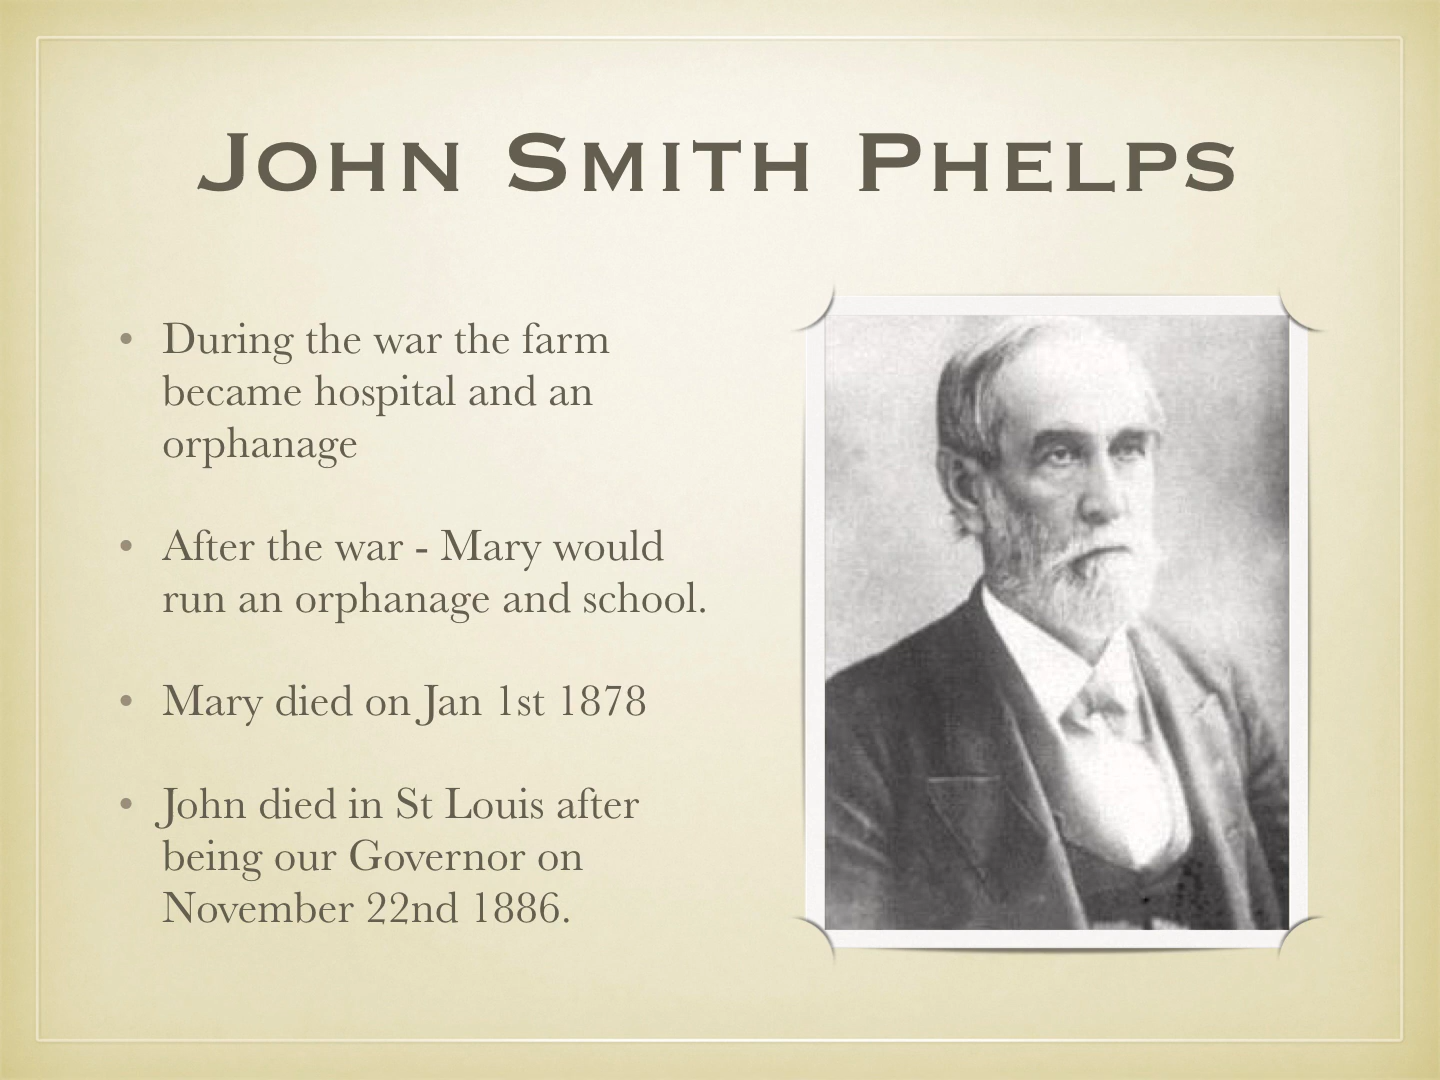 John Smith Phelps
• During the war the farm
became hospital and an
orphanage
• After the war - Mary would
run an orphanage and school.
• Mary died on Jan 1st 1878
• John died in St Louis after
being our Governor on
November 22nd 1886.